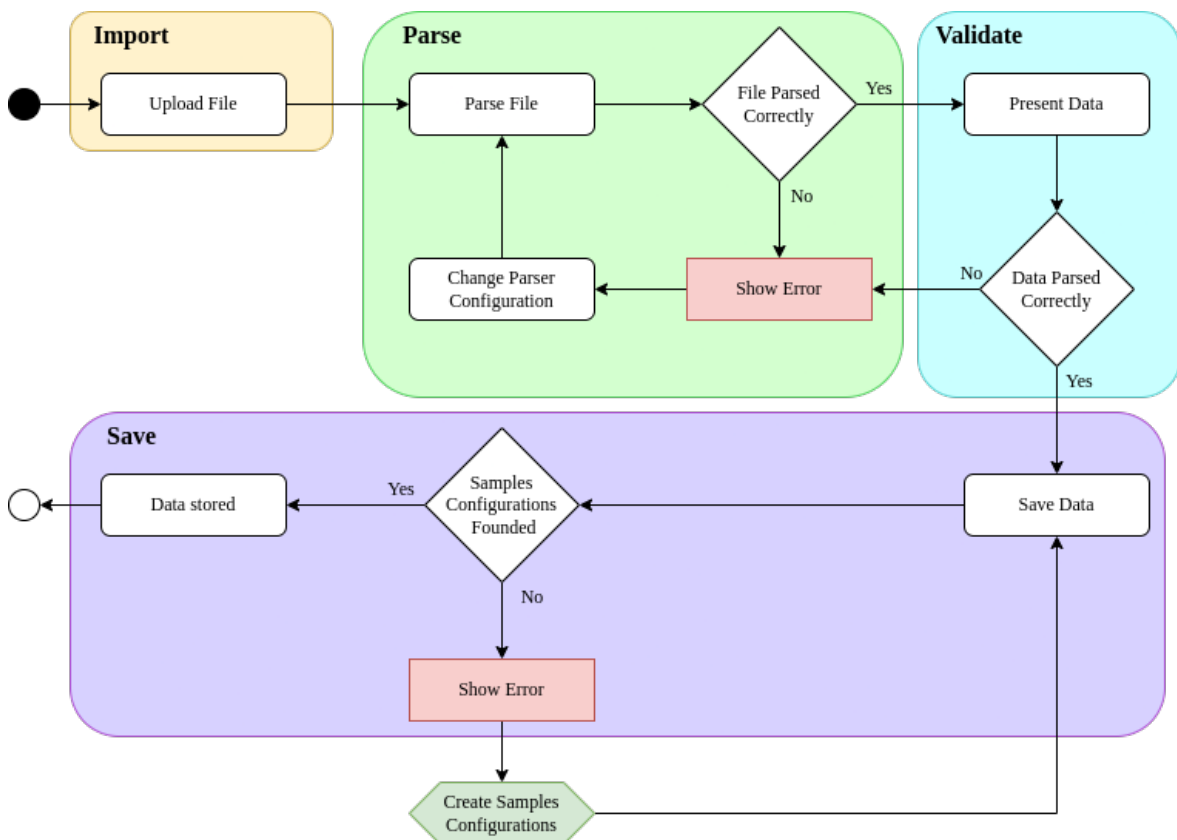 Import
Parse
Validate
Upload File
Parse File
File Parsed
Correctly
Yes
Present Data
No
Change Parser
Configuration
Show Error
No
Data Parsed
Correctly
Yes
Save
Data stored
Yes
Samples
Configurations
Founded
Save Data
No
Show Error
Create Samples
Configurations